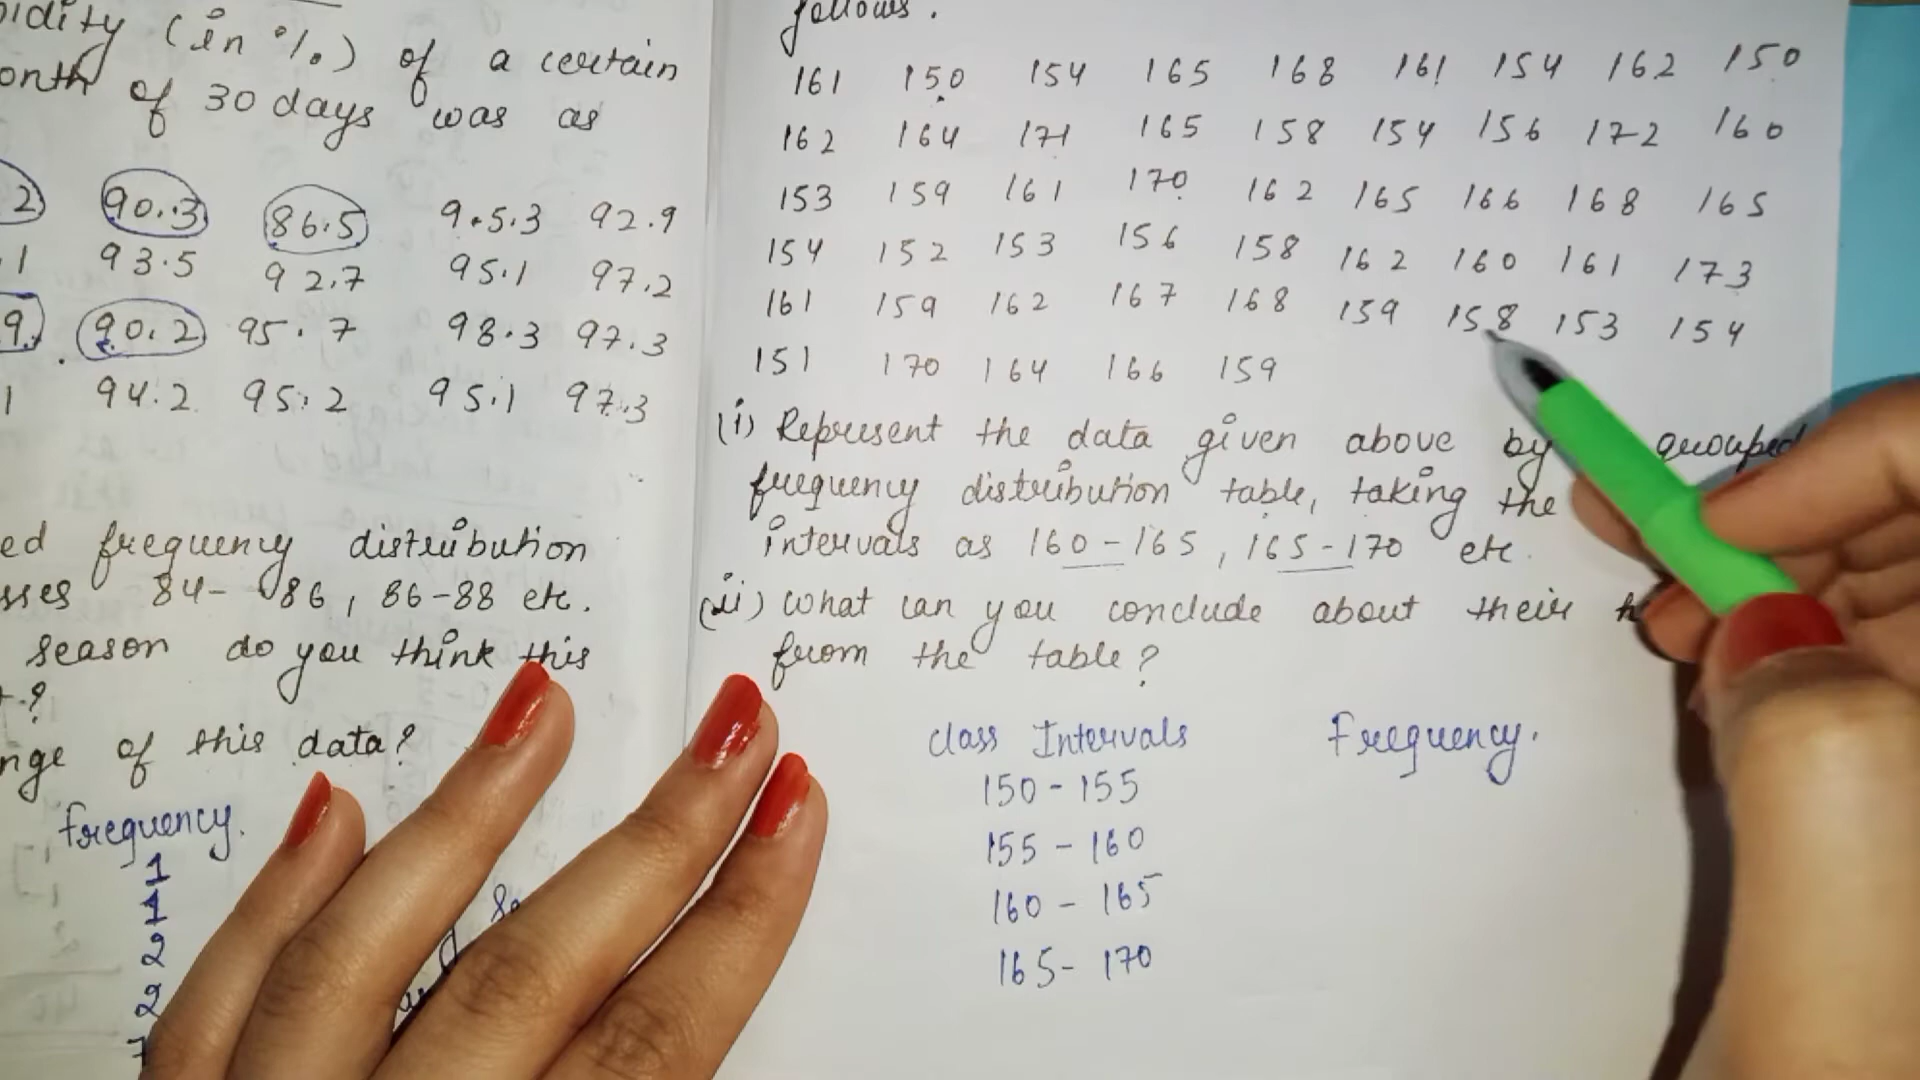 (in %) of a certain
of 30 days was as
2 90.3 86.5 95.3 92.9
.1 93.5 92.7 95.1 97.2
9. 90.2 95.7 98.3 97.3
1 94.2 95.2 95.1 97.3
ed frequency distribution
sses 84-86, 86-88 etc.
season do you think this
?
nge of this data?
frequency.
1
1
2
2
7
follows.
161 150 154 165 168 161 154 162 150
162 164 171 165 158 154 156 172 160
153 159 161 170 162 165 166 168 165
154 152 153 156 158 162 160 161 173
161 159 162 167 168 159 158 153 154
151 170 164 166 159
(i) Represent the data given above by grouped
frequency distribution table, taking the
intervals as 160-165, 165-170 etc.
(ii) What can you conclude about their h
from the table?
class Intervals Frequency.
150-155
155-160
160-165
165-170